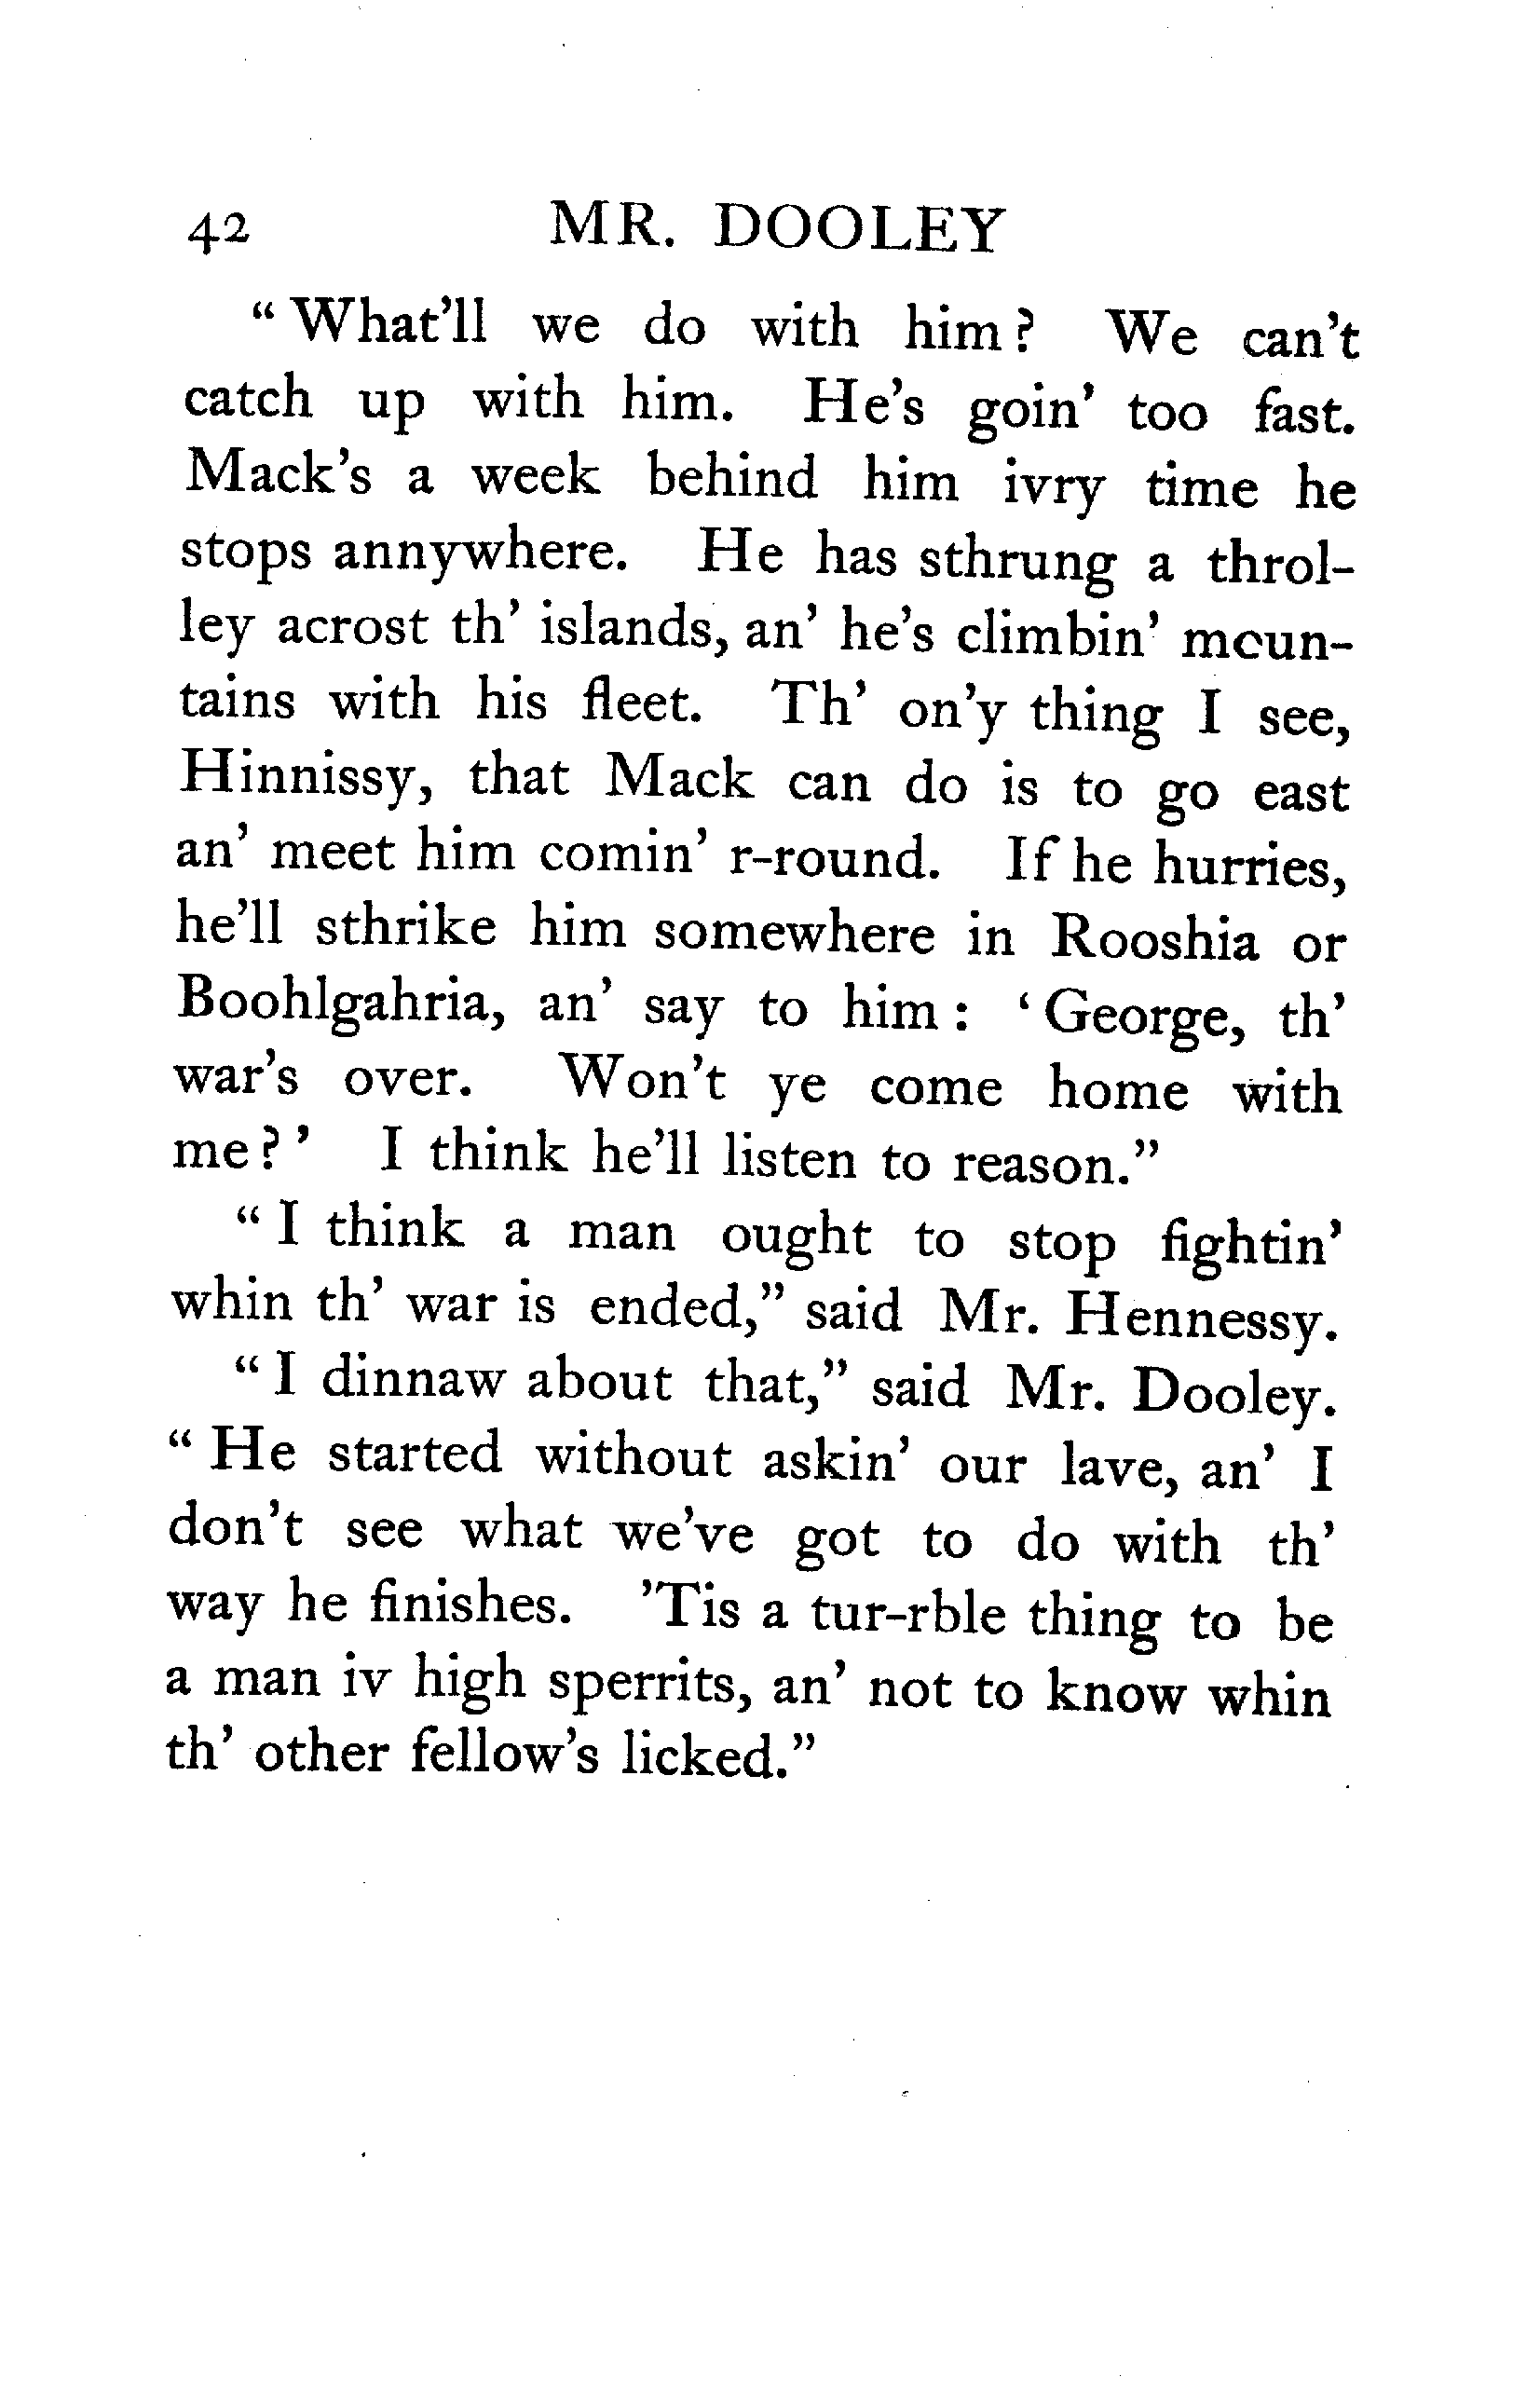 42 MR. DOOLEY
“ What’ll we do with him ? We can’t
catch up with him. He’s goin’ too fast.
Mack’s a week behind him ivry time he
stops annywhere. He has sthrung a throl-
ley acrost th’ islands, an’ he’s climbin’ moun-
tains with his fleet. Th’ on’y thing I see,
Hinnissy, that Mack can do is to go east
an’ meet him comin’ r-round. If he hurries,
he’ll sthrike him somewhere in Rooshia or
Boohlgahria, an’ say to him : ‘ George, th’
war’s over. Won’t ye come home with
me ? ’ I think he’ll listen to reason.”
“ I think a man ought to stop fightin’
whin th’ war is ended,” said Mr. Hennessy.
“ I dinnaw about that,” said Mr. Dooley.
“ He started without askin’ our lave, an’ I
don’t see what we’ve got to do with th’
way he finishes. ’Tis a tur-rble thing to be
a man iv high sperrits, an’ not to know whin
th’ other fellow’s licked.”